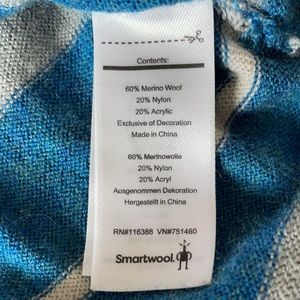 Contents:
60% Merino Wool
20% Nylon
20% Acrylic
Exclusive of Decoration
Made in China
60% Merinowolle
20% Nylon
20% Acryl
Ausgenommen Dekoration
Hergestellt in China
RN#116388 VN#751460
Smartwool.